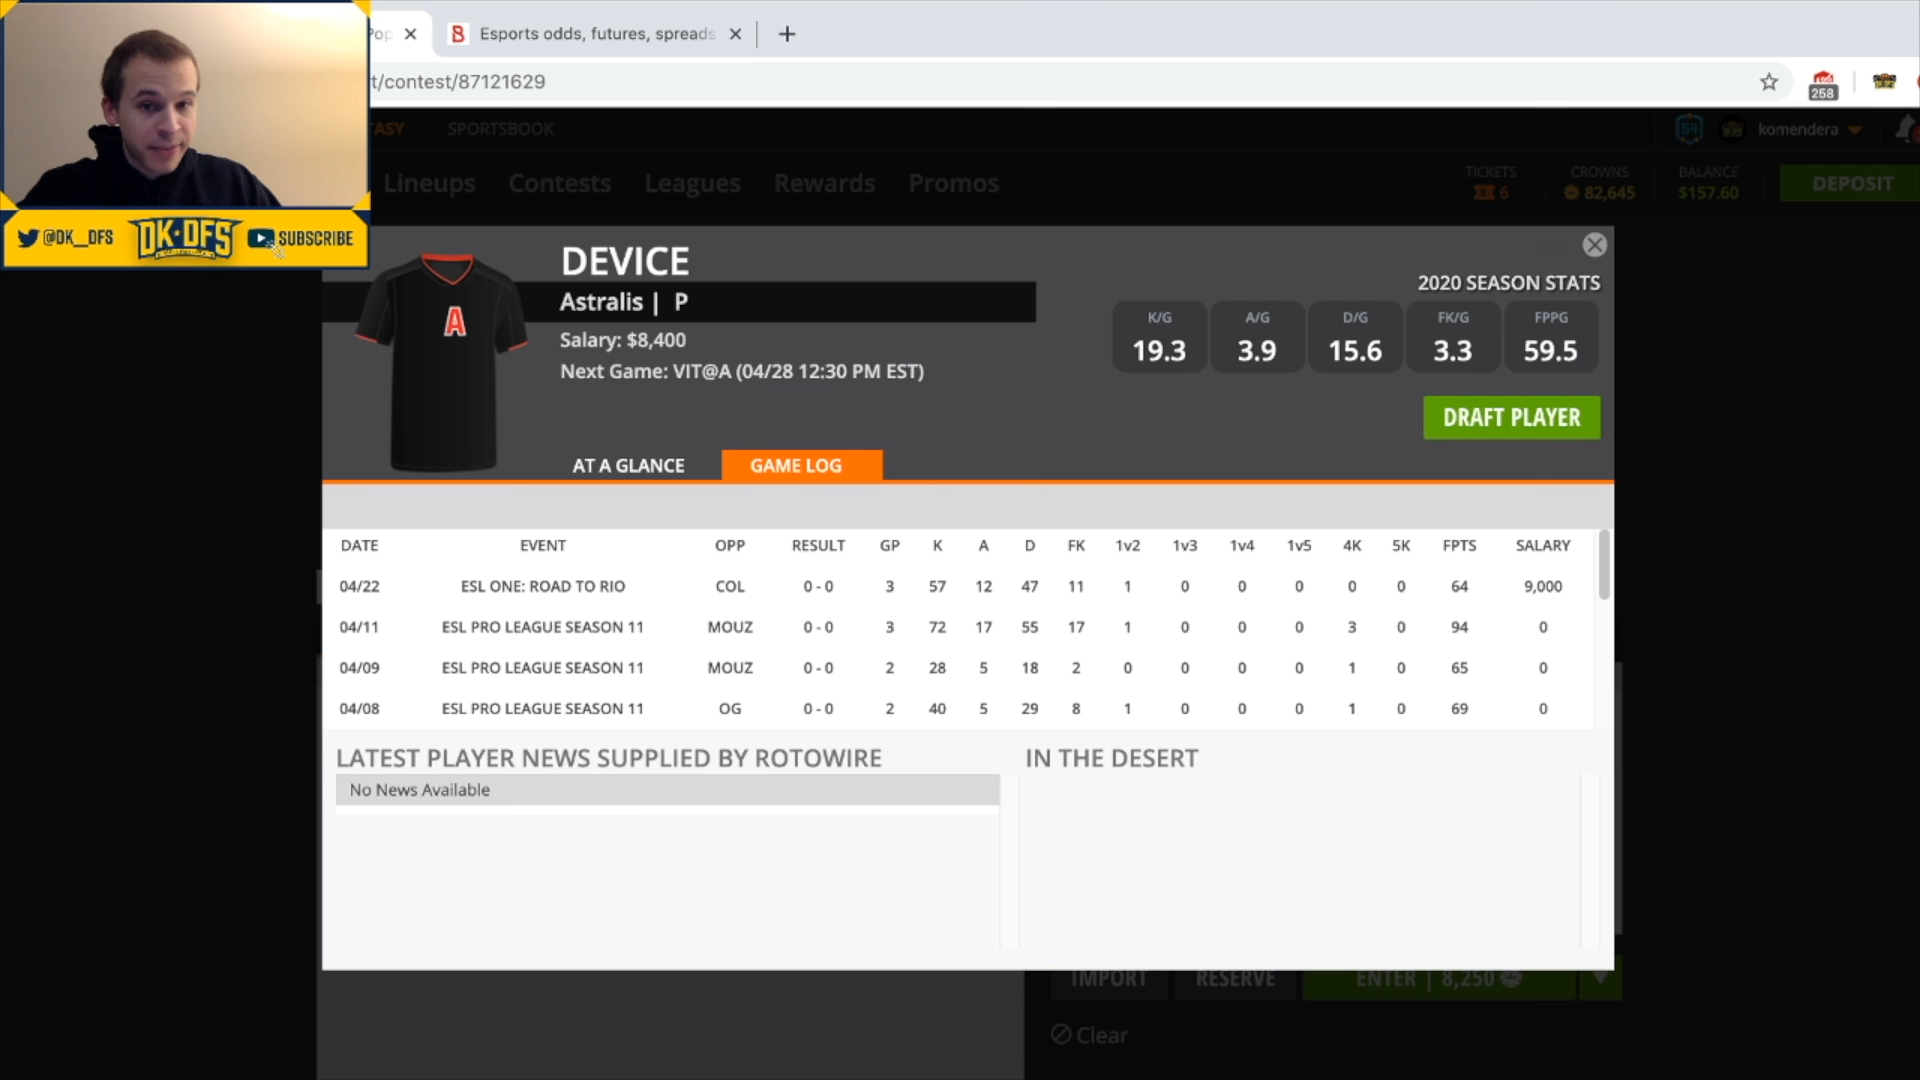 Pop
Esports odds, futures, spreads
t/contest/87121629
258
@DK_DFS DK★DFS SUBSCRIBE
TASY SPORTSBOOK
54 komendera
Lineups Contests Leagues Rewards Promos
TICKETS 6
CROWNS 82,645
BALANCE $157.60
DEPOSIT
A
DEVICE
Astralis | P
Salary: $8,400
Next Game: VIT@A (04/28 12:30 PM EST)
2020 SEASON STATS
K/G A/G D/G FK/G FPPG
19.3 3.9 15.6 3.3 59.5
DRAFT PLAYER
AT A GLANCE GAME LOG
DATE EVENT OPP RESULT GP K A D FK 1v2 1v3 1v4 1v5 4K 5K FPTS SALARY
04/22 ESL ONE: ROAD TO RIO COL 0 - 0 3 57 12 47 11 1 0 0 0 0 0 64 9,000
04/11 ESL PRO LEAGUE SEASON 11 MOUZ 0 - 0 3 72 17 55 17 1 0 0 0 3 0 94 0
04/09 ESL PRO LEAGUE SEASON 11 MOUZ 0 - 0 2 28 5 18 2 0 0 0 0 1 0 65 0
04/08 ESL PRO LEAGUE SEASON 11 OG 0 - 0 2 40 5 29 8 1 0 0 0 1 0 69 0
LATEST PLAYER NEWS SUPPLIED BY ROTOWIRE
No News Available
IN THE DESERT
IMPORT RESERVE ENTER | 8,250
Clear